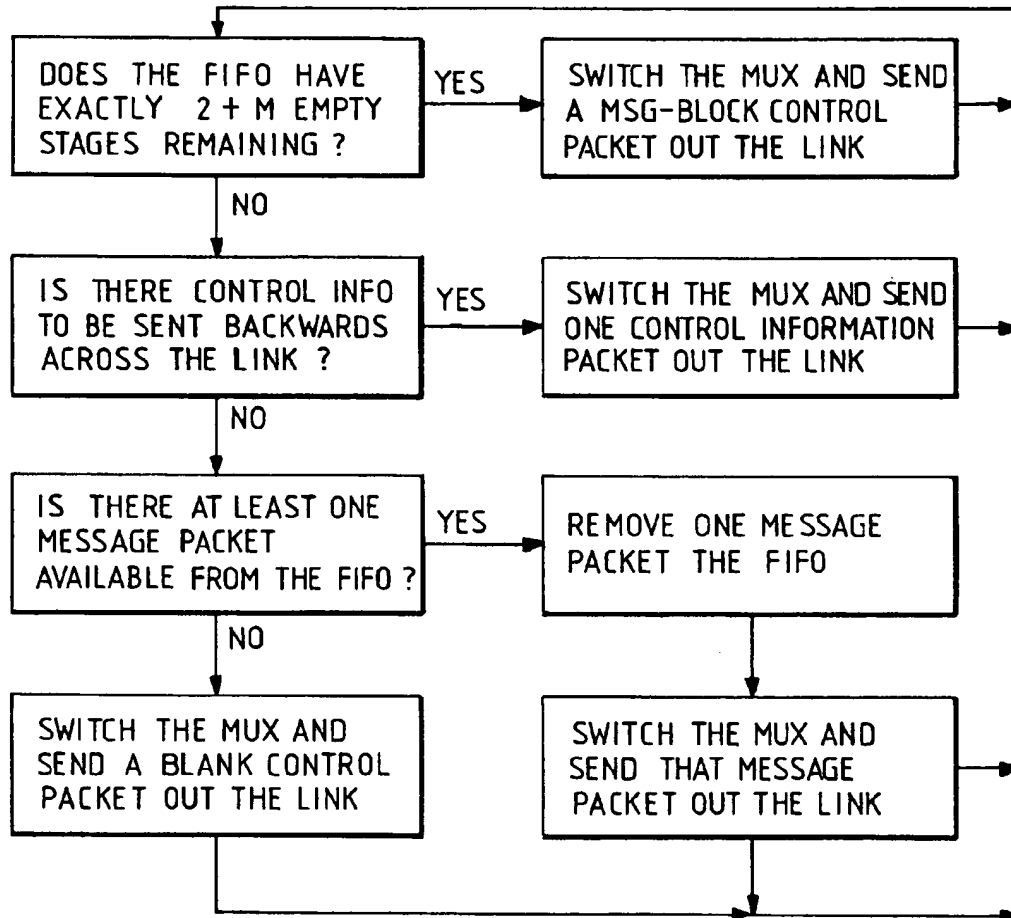 DOES THE FIFO HAVE
EXACTLY 2 + M EMPTY
STAGES REMAINING ?
YES
SWITCH THE MUX AND SEND
A MSG-BLOCK CONTROL
PACKET OUT THE LINK
NO
IS THERE CONTROL INFO
TO BE SENT BACKWARDS
ACROSS THE LINK ?
YES
SWITCH THE MUX AND SEND
ONE CONTROL INFORMATION
PACKET OUT THE LINK
NO
IS THERE AT LEAST ONE
MESSAGE PACKET
AVAILABLE FROM THE FIFO ?
YES
REMOVE ONE MESSAGE
PACKET THE FIFO
NO
SWITCH THE MUX AND
SEND A BLANK CONTROL
PACKET OUT THE LINK
SWITCH THE MUX AND
SEND THAT MESSAGE
PACKET OUT THE LINK